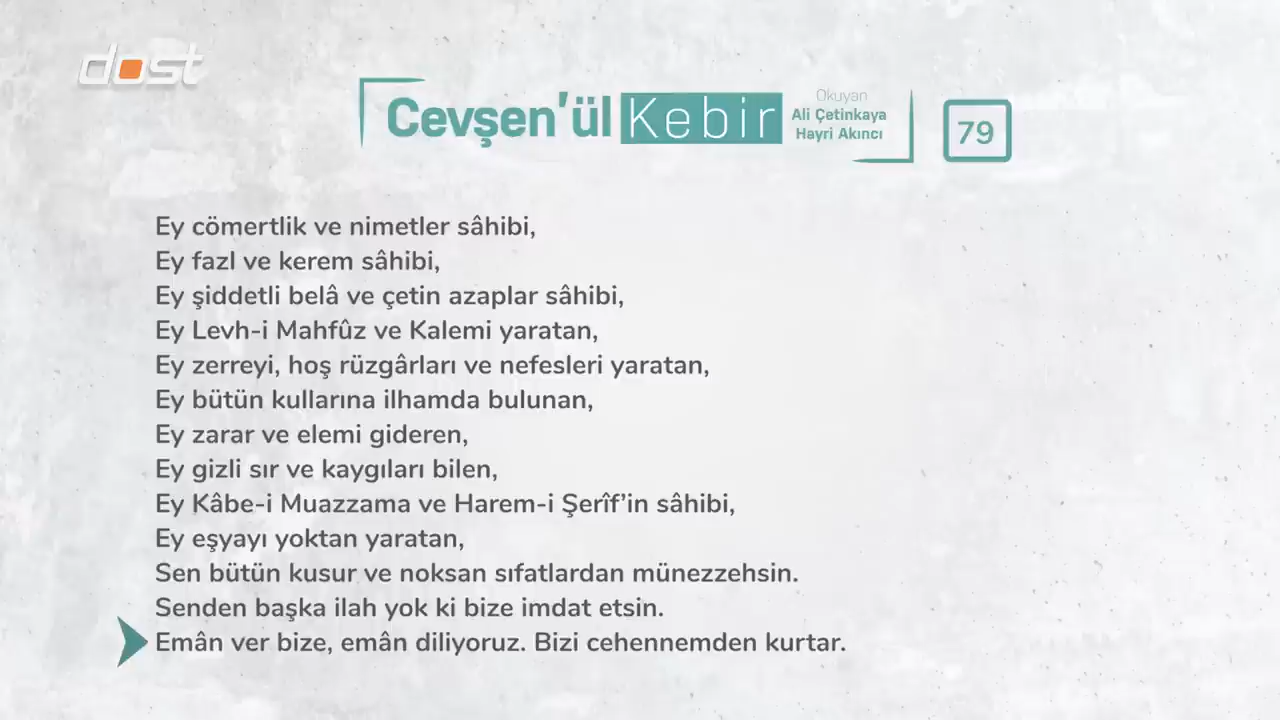 dost
Cevşen'ül Kebir
Okuyan
Ali Çetinkaya
Hayri Akıncı
79
Ey cömertlik ve nimetler sâhibi,
Ey fazl ve kerem sâhibi,
Ey şiddetli belâ ve çetin azaplar sâhibi,
Ey Levh-i Mahfûz ve Kalemi yaratan,
Ey zerreyi, hoş rüzgârları ve nefesleri yaratan,
Ey bütün kullarına ilhamda bulunan,
Ey zarar ve elemi gideren,
Ey gizli sır ve kaygıları bilen,
Ey Kâbe-i Muazzama ve Harem-i Şerîf’in sâhibi,
Ey eşyayı yoktan yaratan,
Sen bütün kusur ve noksan sıfatlardan münezzehsin.
Senden başka ilah yok ki bize imdat etsin.
Emân ver bize, emân diliyoruz. Bizi cehennemden kurtar.